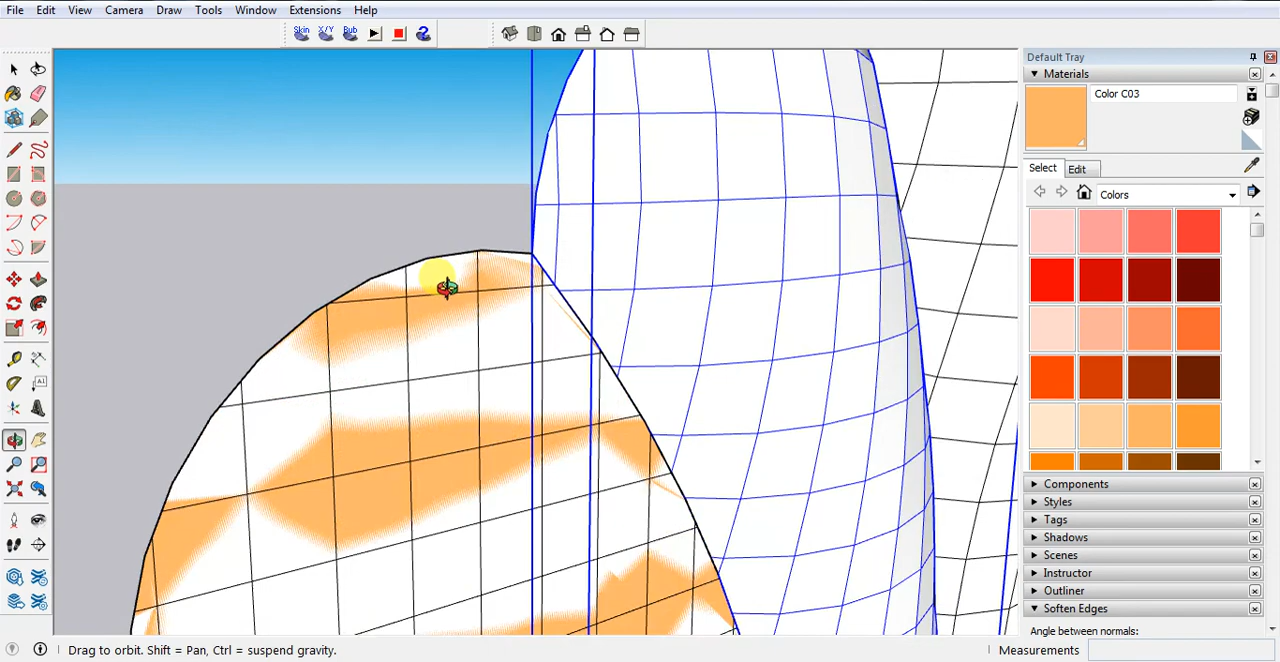 File Edit View Camera Draw Tools Window Extensions Help
Skin X/Y Bub
Default Tray
Materials
Color C03
Select Edit
Colors
Components
Styles
Tags
Shadows
Scenes
Instructor
Outliner
Soften Edges
Angle between normals:
Drag to orbit. Shift = Pan, Ctrl = suspend gravity.
Measurements